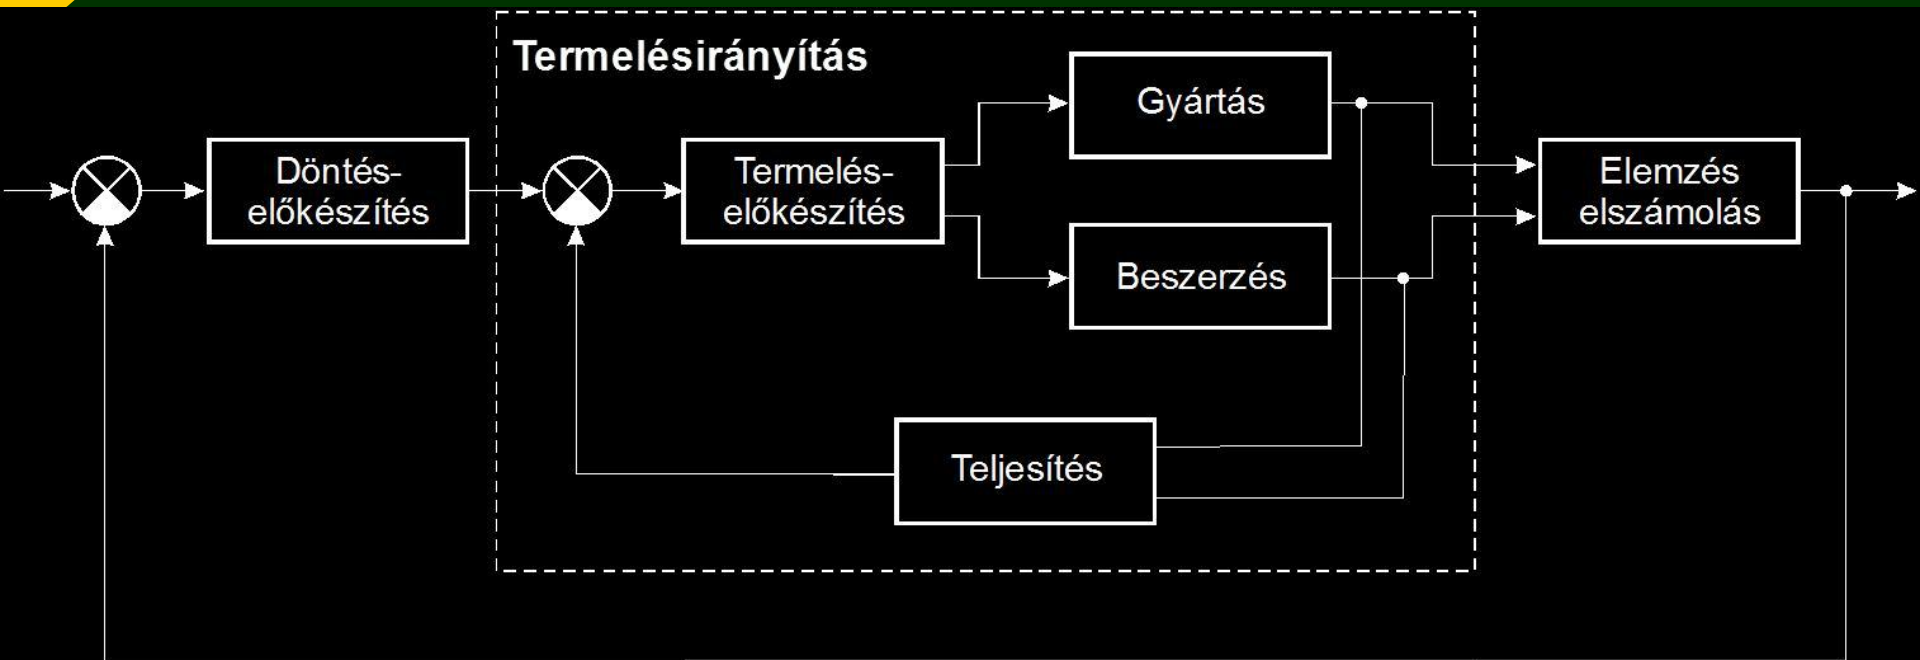 Termelésirányítás
Döntés-
előkészítés
Termelés-
előkészítés
Gyártás
Beszerzés
Teljesítés
Elemzés
elszámolás